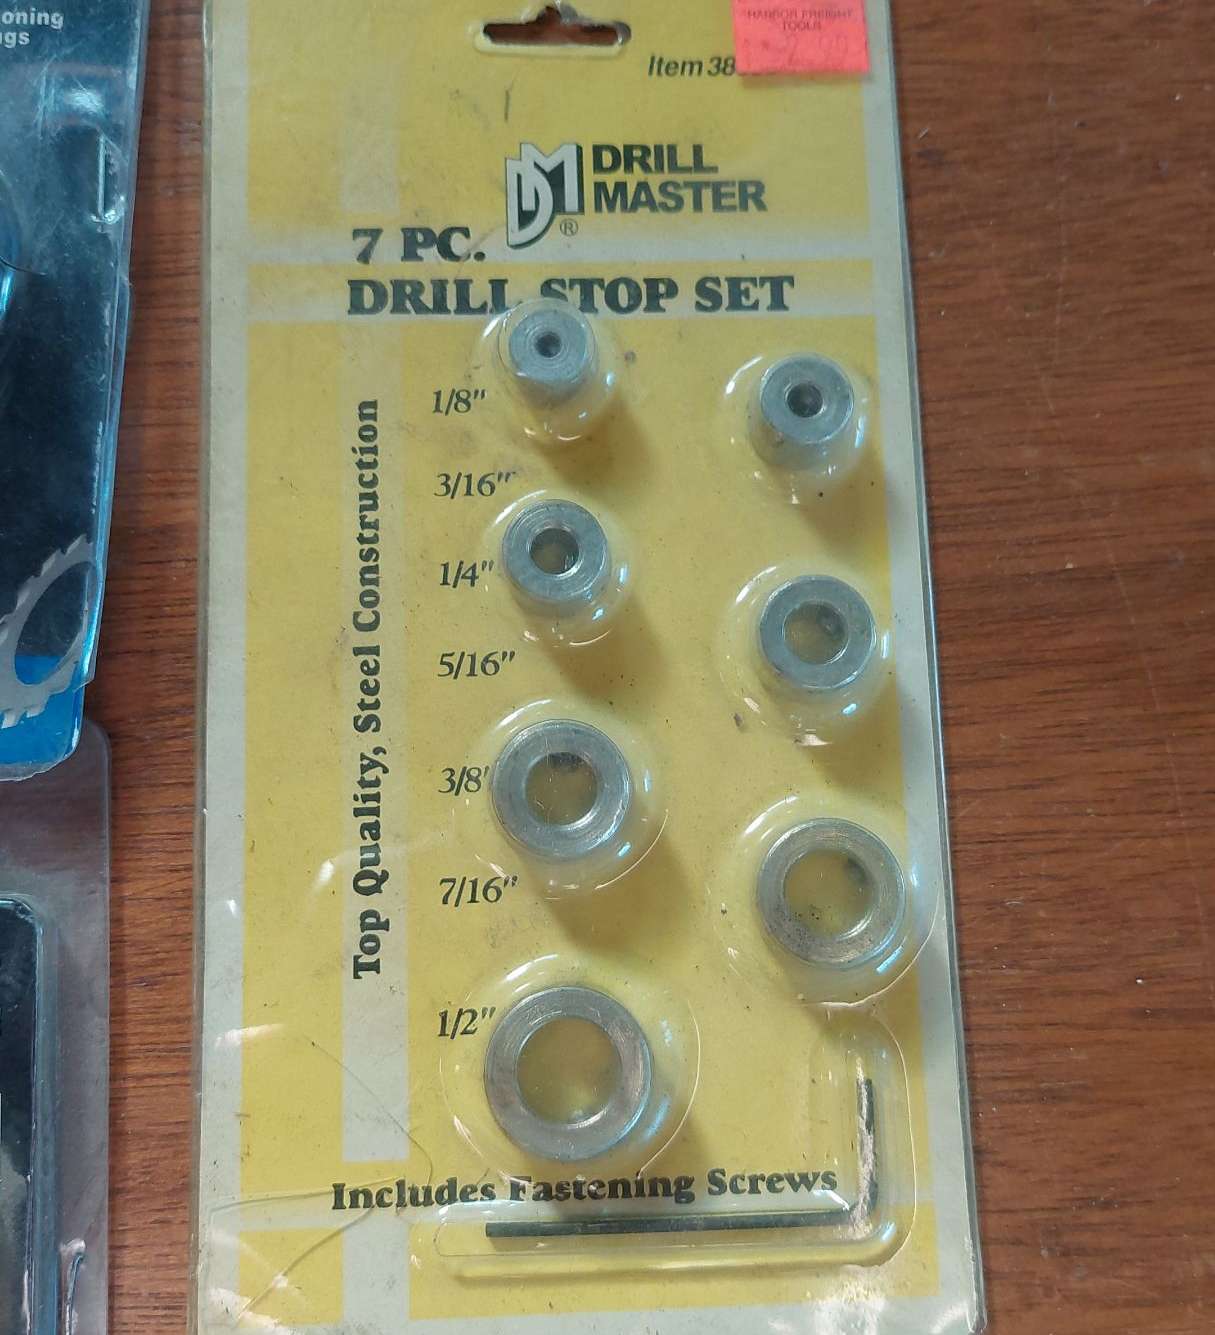 oning
gs
HARBOR FREIGHT
TOOLS
Item
DM DRILL
MASTER
®
7 PC.
DRILL STOP SET
1/8"
3/16"
1/4"
5/16"
3/8"
7/16"
1/2"
Top Quality, Steel Construction
Includes Fastening Screws